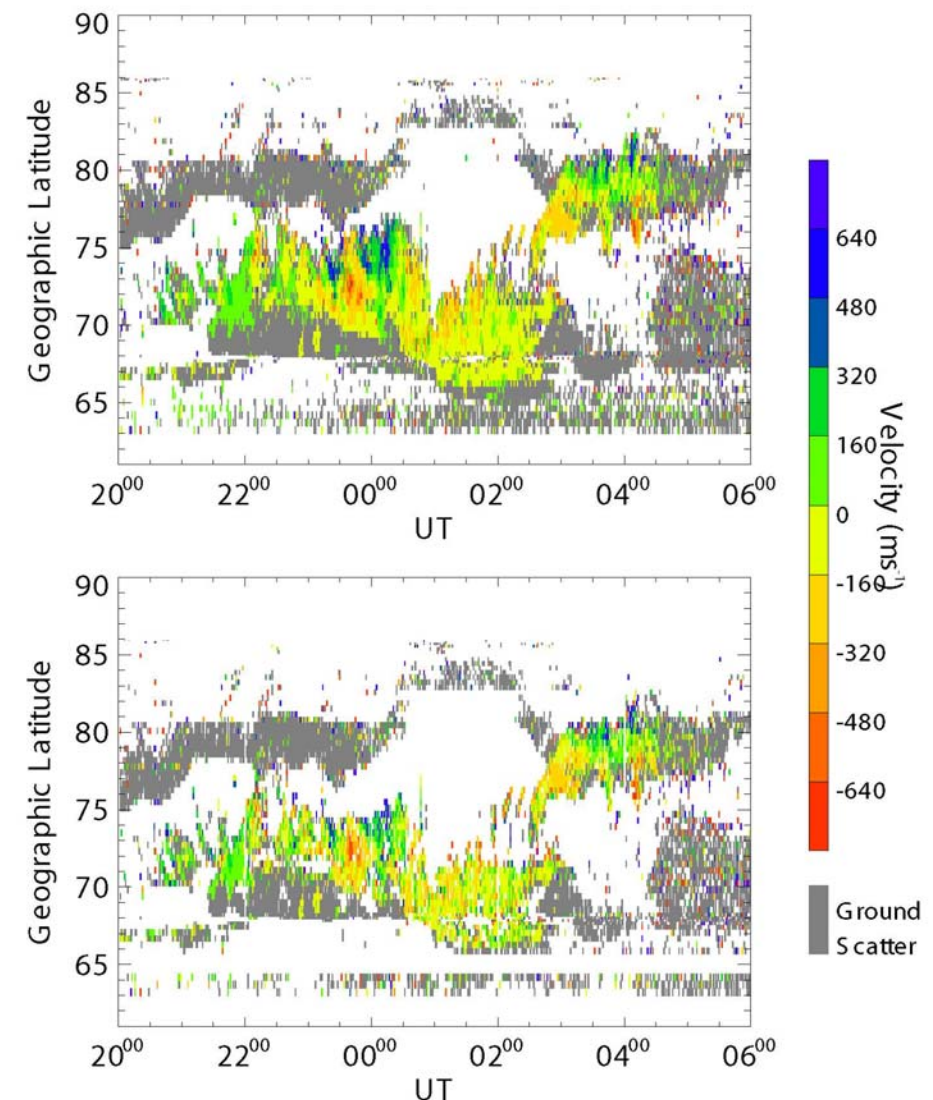 90
85
80
75
70
65
Geographic Latitude
20⁰⁰ 22⁰⁰ 00⁰⁰ 02⁰⁰ 04⁰⁰ 06⁰⁰
UT
90
85
80
75
70
65
Geographic Latitude
20⁰⁰ 22⁰⁰ 00⁰⁰ 02⁰⁰ 04⁰⁰ 06⁰⁰
UT
640
480
320
160
0
-160
-320
-480
-640
Velocity (ms⁻¹)
Ground
Scatter